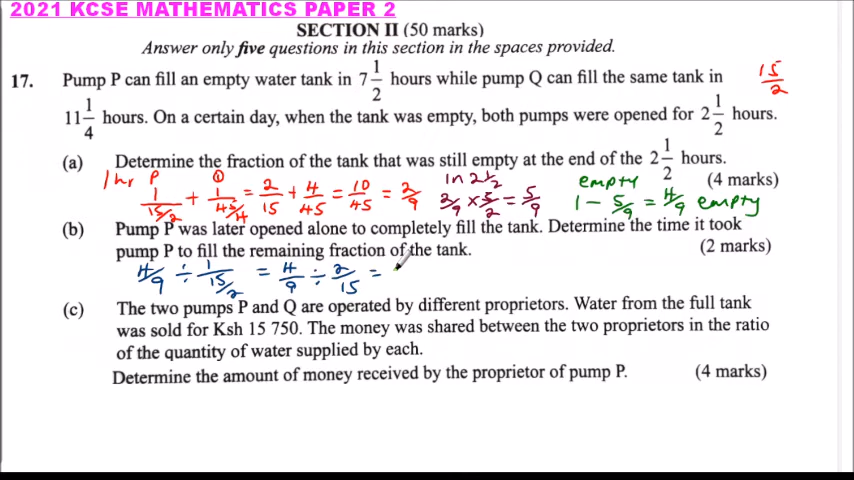 2021 KCSE MATHEMATICS PAPER 2
SECTION II (50 marks)
Answer only five questions in this section in the spaces provided.
17. Pump P can fill an empty water tank in 7 1/2 hours while pump Q can fill the same tank in 15/2
11 1/4 hours. On a certain day, when the tank was empty, both pumps were opened for 2 1/2 hours.
(a) Determine the fraction of the tank that was still empty at the end of the 2 1/2 hours.
(4 marks)
1hr P Q in 2 1/2 empty
1/(15/2) + 1/(45/4) = 2/15 + 4/45 = 10/45 = 2/9 2/9 × 5/2 = 5/9 1 - 5/9 = 4/9 empty
(b) Pump P was later opened alone to completely fill the tank. Determine the time it took
pump P to fill the remaining fraction of the tank. (2 marks)
4/9 ÷ 1/(15/2) = 4/9 ÷ 2/15 =
(c) The two pumps P and Q are operated by different proprietors. Water from the full tank
was sold for Ksh 15 750. The money was shared between the two proprietors in the ratio
of the quantity of water supplied by each.
Determine the amount of money received by the proprietor of pump P. (4 marks)